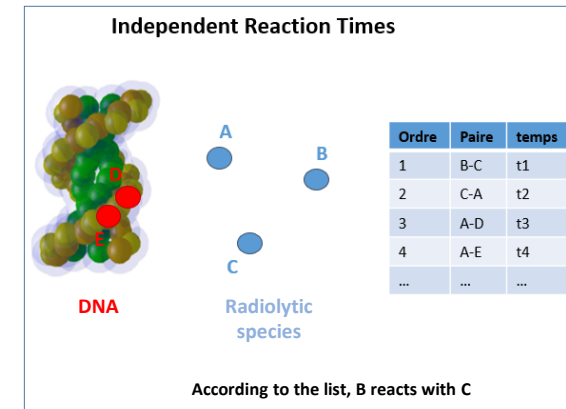 Independent Reaction Times
A
B
D
E
C
DNA
Radiolytic
species
Ordre Paire temps
1 B-C t1
2 C-A t2
3 A-D t3
4 A-E t4
... ... ...
According to the list, B reacts with C